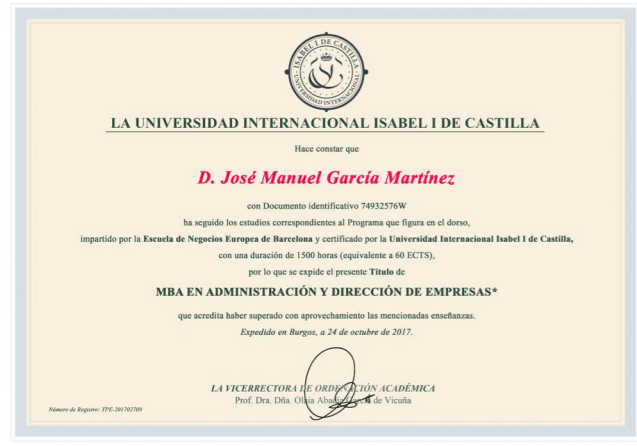 ISABEL I DE CASTILLA
UNIVERSIDAD INTERNACIONAL
LA UNIVERSIDAD INTERNACIONAL ISABEL I DE CASTILLA
Hace constar que
D. José Manuel García Martínez
con Documento identificativo 74932576W
ha seguido los estudios correspondientes al Programa que figura en el dorso,
impartido por la Escuela de Negocios Europea de Barcelona y certificado por la Universidad Internacional Isabel I de Castilla,
con una duración de 1500 horas (equivalente a 60 ECTS),
por lo que se expide el presente Título de
MBA EN ADMINISTRACIÓN Y DIRECCIÓN DE EMPRESAS*
que acredita haber superado con aprovechamiento las mencionadas enseñanzas.
Expedido en Burgos, a 24 de octubre de 2017.
LA VICERRECTORA DE ORDENACIÓN ACADÉMICA
Prof. Dra. Dña. Olaia Abadía García de Vicuña
Número de Registro: TPE-201702709